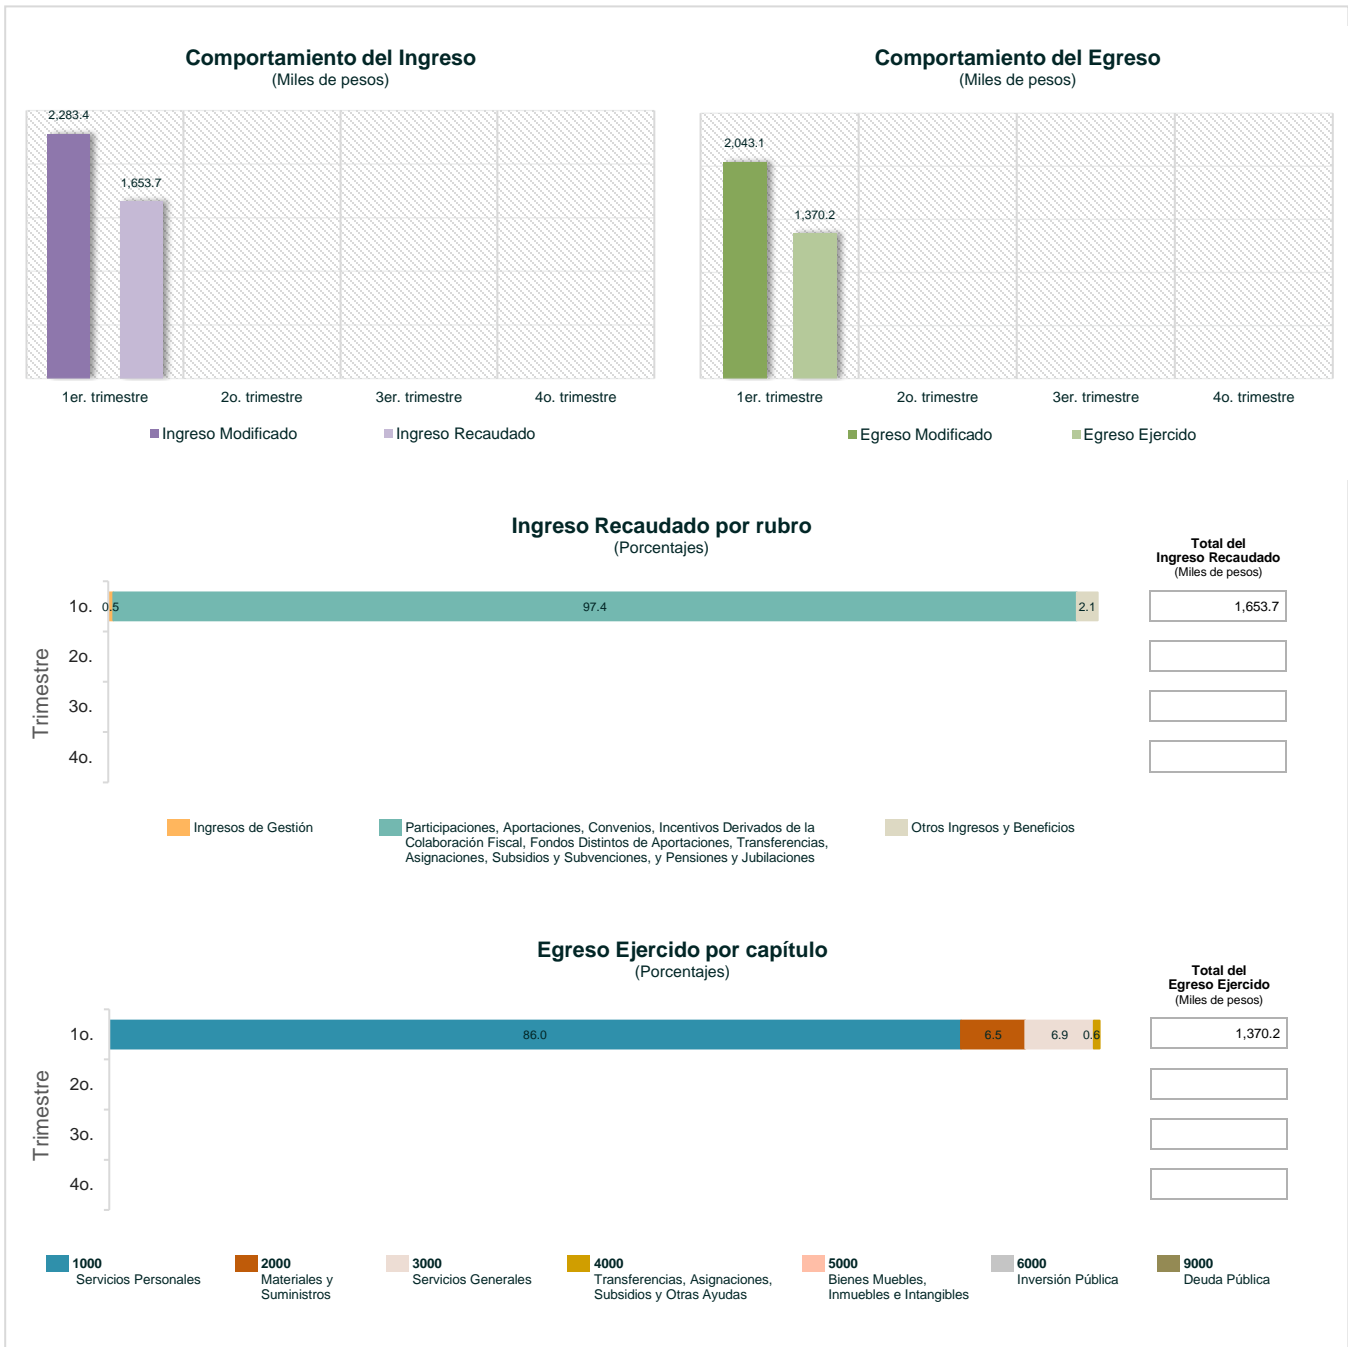 Comportamiento del Ingreso
(Miles de pesos)
2,283.4
1,653.7
1er. trimestre
2o. trimestre
3er. trimestre
4o. trimestre
Ingreso Modificado
Ingreso Recaudado
Comportamiento del Egreso
(Miles de pesos)
2,043.1
1,370.2
1er. trimestre
2o. trimestre
3er. trimestre
4o. trimestre
Egreso Modificado
Egreso Ejercido
Ingreso Recaudado por rubro
(Porcentajes)
Total del
Ingreso Recaudado
(Miles de pesos)
Trimestre
1o.
0.5
97.4
2.1
1,653.7
2o.
3o.
4o.
Ingresos de Gestión
Participaciones, Aportaciones, Convenios, Incentivos Derivados de la
Colaboración Fiscal, Fondos Distintos de Aportaciones, Transferencias,
Asignaciones, Subsidios y Subvenciones, y Pensiones y Jubilaciones
Otros Ingresos y Beneficios
Egreso Ejercido por capítulo
(Porcentajes)
Total del
Egreso Ejercido
(Miles de pesos)
Trimestre
1o.
86.0
6.5
6.9
0.6
1,370.2
2o.
3o.
4o.
1000
Servicios Personales
2000
Materiales y
Suministros
3000
Servicios Generales
4000
Transferencias, Asignaciones,
Subsidios y Otras Ayudas
5000
Bienes Muebles,
Inmuebles e Intangibles
6000
Inversión Pública
9000
Deuda Pública